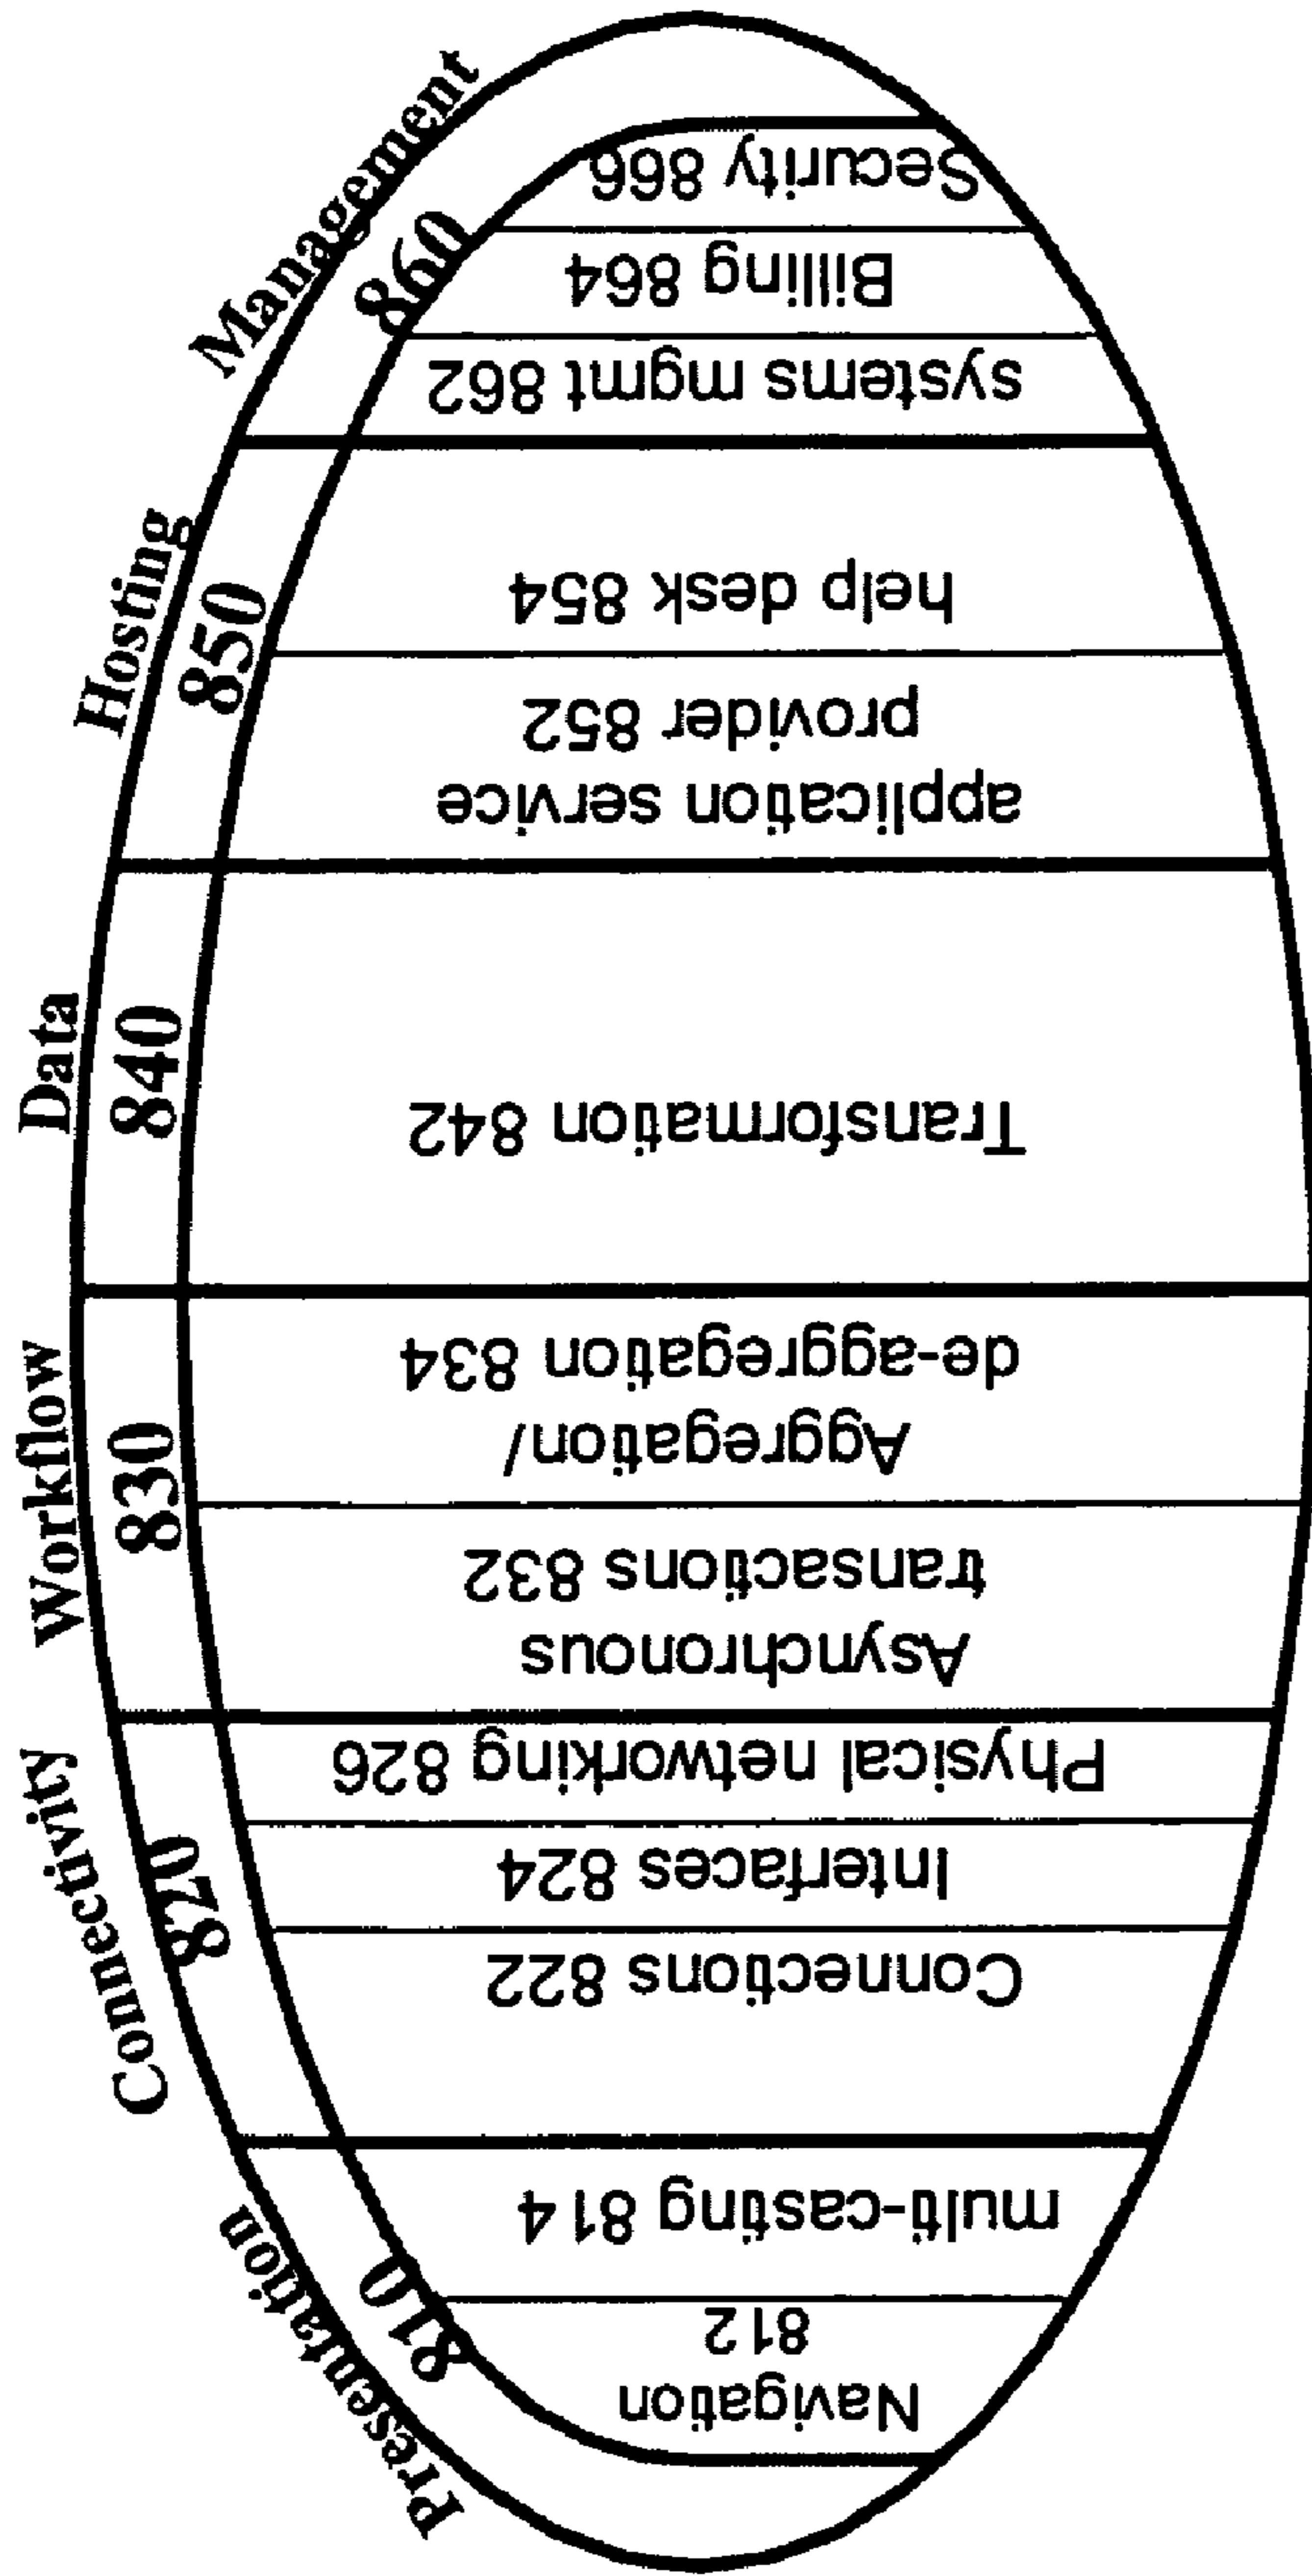 Presentation
810
Navigation
812
multi-casting 814
Connectivity
820
Connections 822
Interfaces 824
Physical networking 826
Workflow
830
Asynchronous
transactions 832
Aggregation/
de-aggregation 834
Data
840
Transformation 842
Hosting
850
application service
provider 852
help desk 854
Management
860
systems mgmt 862
Billing 864
Security 866